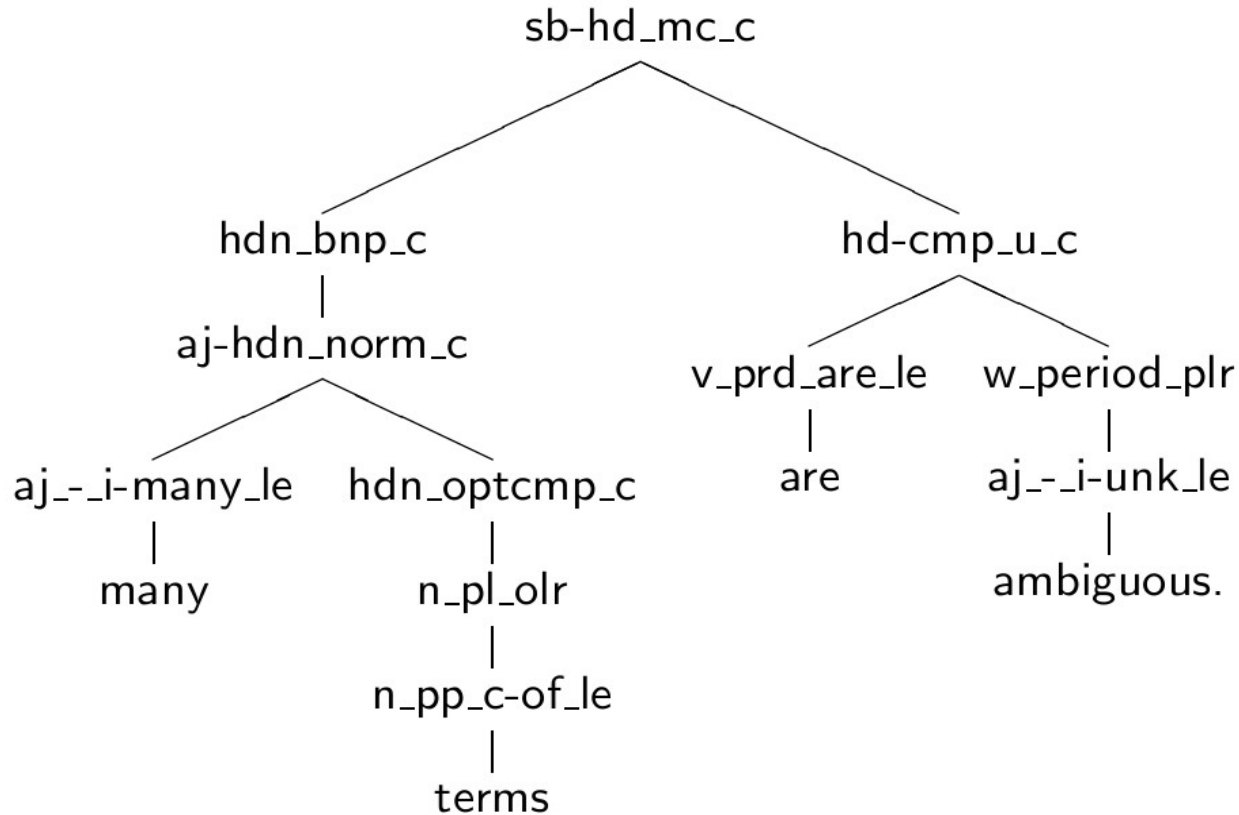 sb-hd_mc_c
hdn_bnp_c hd-cmp_u_c
aj-hdn_norm_c
v_prd_are_le w_period_plr
aj_-_i-many_le hdn_optcmp_c are aj_-_i-unk_le
many n_pl_olr ambiguous.
n_pp_c-of_le
terms